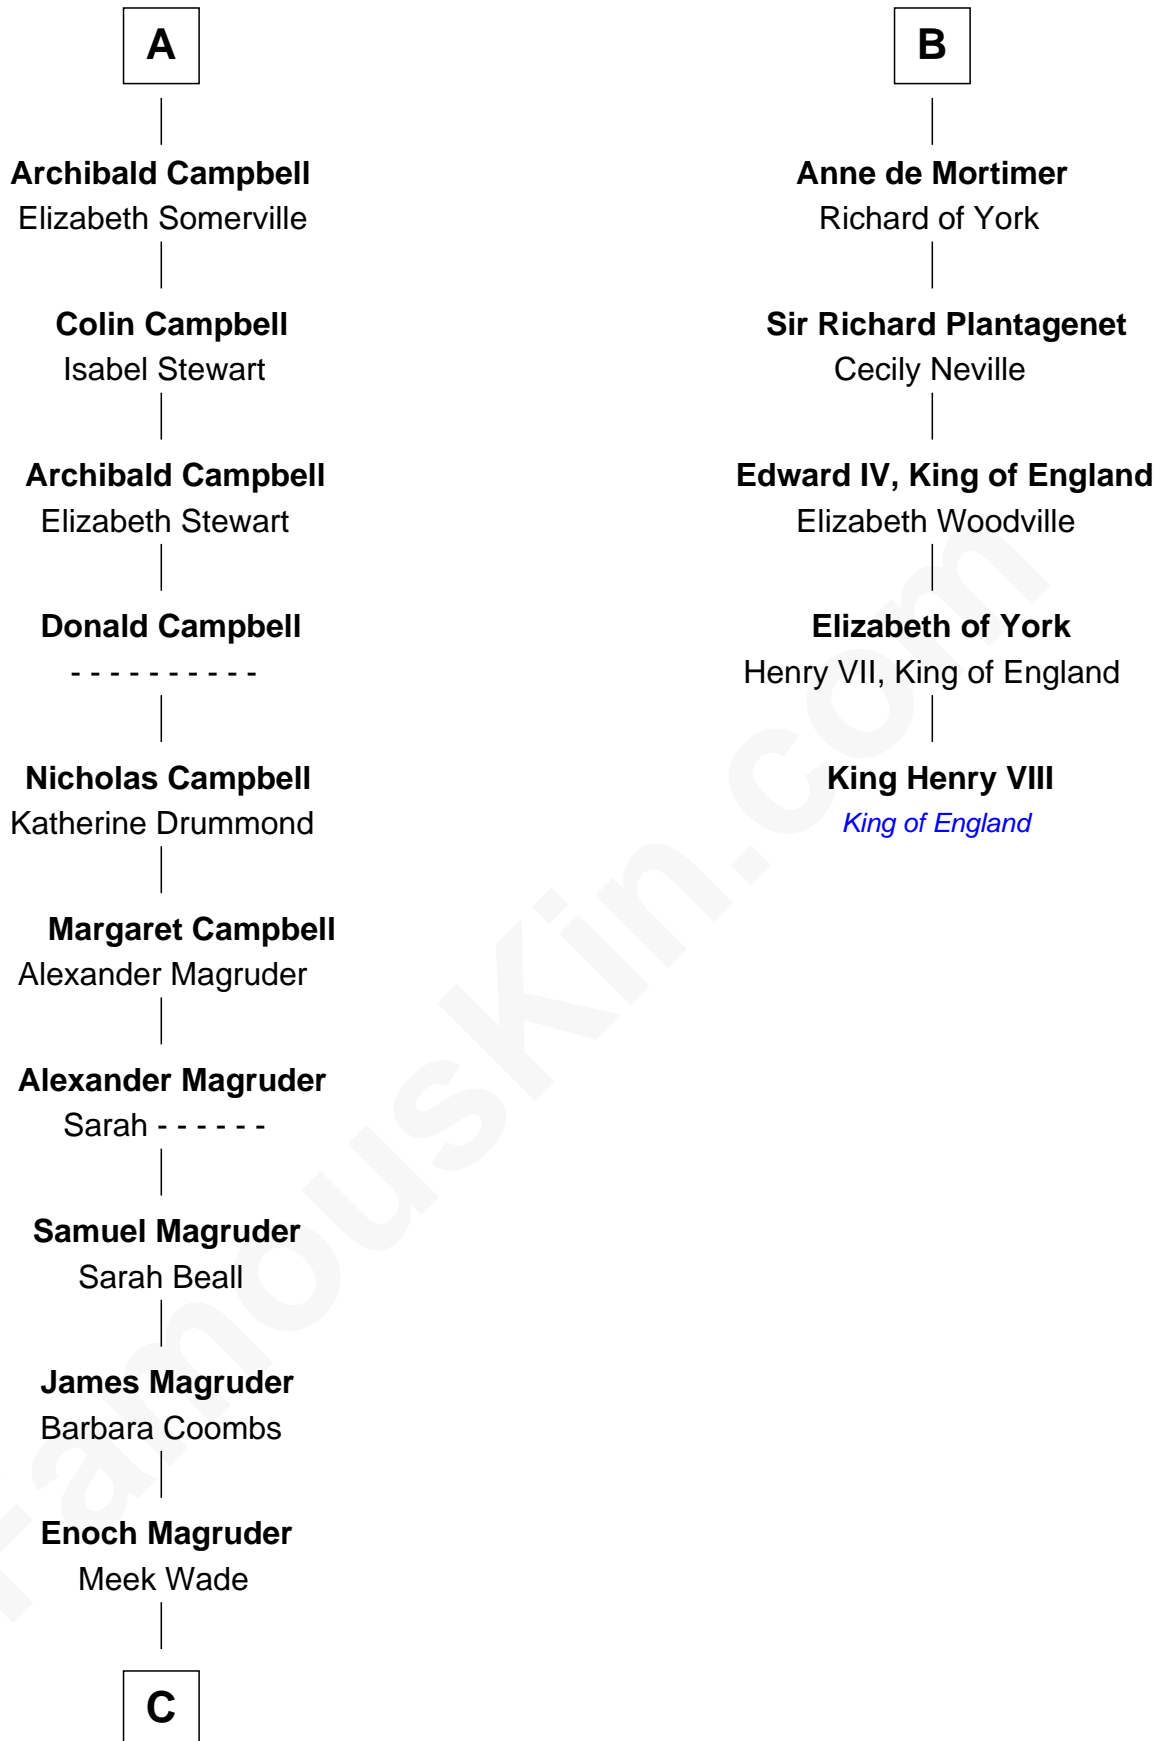 A
Archibald Campbell
Elizabeth Somerville
Colin Campbell
Isabel Stewart
Archibald Campbell
Elizabeth Stewart
Donald Campbell
- - - - - - - - - -
Nicholas Campbell
Katherine Drummond
Margaret Campbell
Alexander Magruder
Alexander Magruder
Sarah - - - - - -
Samuel Magruder
Sarah Beall
James Magruder
Barbara Coombs
Enoch Magruder
Meek Wade
C
B
Anne de Mortimer
Richard of York
Sir Richard Plantagenet
Cecily Neville
Edward IV, King of England
Elizabeth Woodville
Elizabeth of York
Henry VII, King of England
King Henry VIII
King of England
FamousKin.com